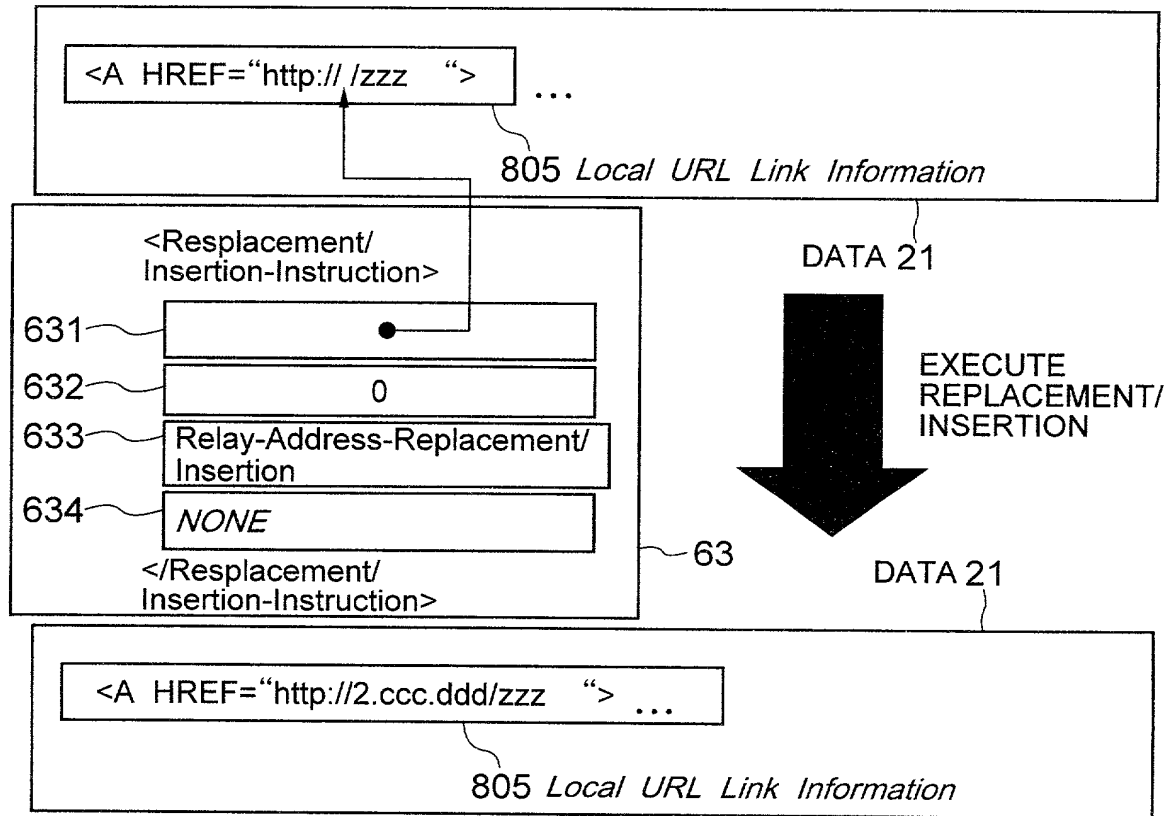 <A HREF="http:// /zzz “> ...
805 Local URL Link Information
DATA 21
<Resplacement/
Insertion-Instruction>
631
632 0
633 Relay-Address-Replacement/
Insertion
634 NONE
</Resplacement/
Insertion-Instruction>
63
EXECUTE
REPLACEMENT/
INSERTION
DATA 21
<A HREF=“http://2.ccc.ddd/zzz “> ...
805 Local URL Link Information